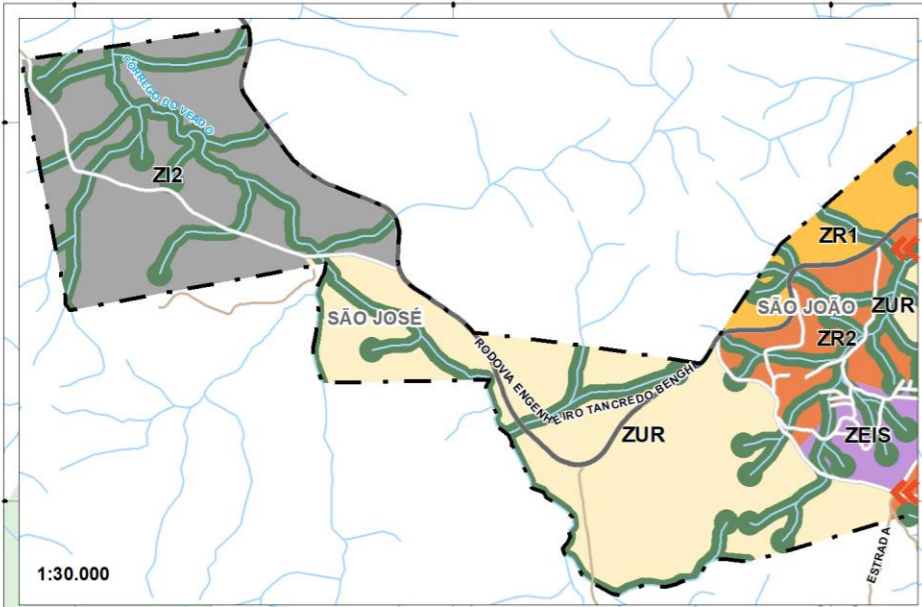 CÓRREGO DO VEADO
ZI2
ZR1
SÃO JOSÉ
SÃO JOÃO
ZUR
ZR2
RODOVIA ENGENHEIRO TANCREDO BENGHI
ZUR
ZEIS
ESTRADA
1:30.000